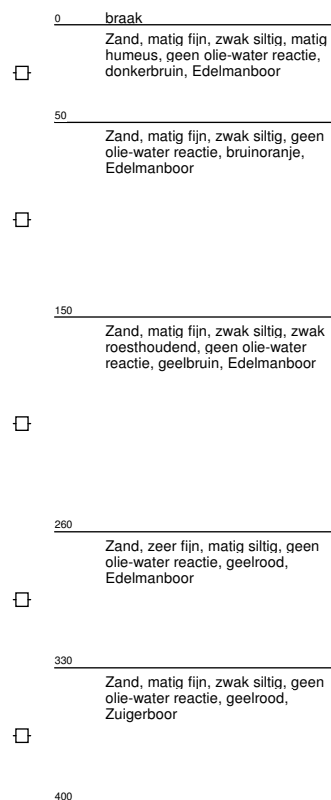 0 braak
Zand, matig fijn, zwak siltig, matig
humeus, geen olie-water reactie,
donkerbruin, Edelmanboor
50
Zand, matig fijn, zwak siltig, geen
olie-water reactie, bruinoranje,
Edelmanboor
150
Zand, matig fijn, zwak siltig, zwak
roesthoudend, geen olie-water
reactie, geelbruin, Edelmanboor
260
Zand, zeer fijn, matig siltig, geen
olie-water reactie, geelrood,
Edelmanboor
330
Zand, matig fijn, zwak siltig, geen
olie-water reactie, geelrood,
Zuigerboor
400